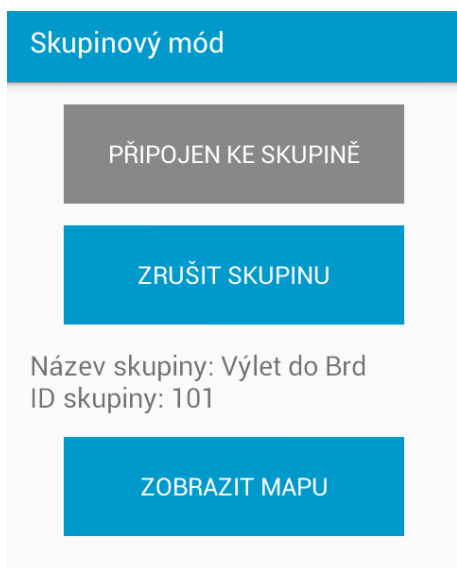 Skupinový mód
PŘIPOJEN KE SKUPINĚ
ZRUŠIT SKUPINU
Název skupiny: Výlet do Brd
ID skupiny: 101
ZOBRAZIT MAPU